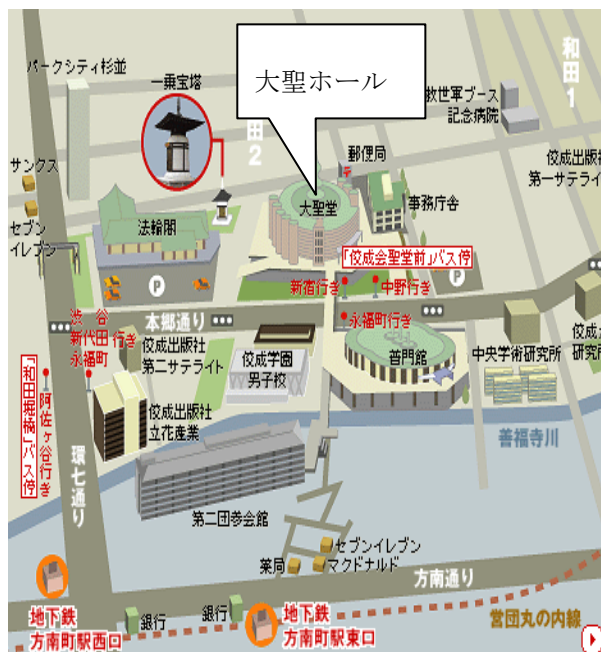 大聖ホール
和田1
パークシティ杉並
一乗宝塔
田2
救世軍ブース
記念病院
郵便局
佼成出版社
第一サテライト
サンクス
セブン
イレブン
法輪閣
大聖堂
事務庁舎
「佼成会聖堂前」バス停
P
P
新宿行き
中野行き
本郷通り
永福町行き
渋谷
新代田行き
永福町
佼成出版社
第二サテライト
佼成学園
男子校
普門館
中央学術研究所
佼成
研究所
「和田堀橋」バス停
阿佐ヶ谷行き
佼成出版社
立花産業
環七通り
善福寺川
第二団参会館
セブンイレブン
マクドナルド
薬局
方南通り
地下鉄
方南町駅西口
銀行
銀行
地下鉄
方南町駅東口
営団丸の内線